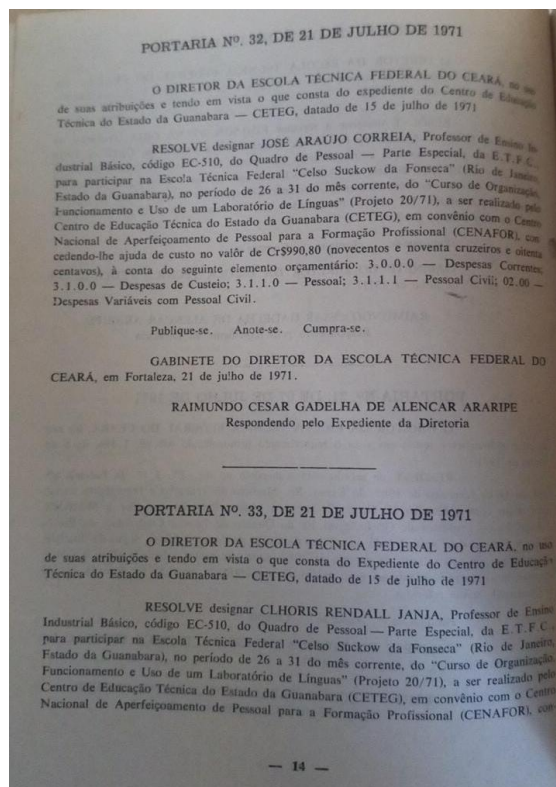 PORTARIA Nº. 32, DE 21 DE JULHO DE 1971
O DIRETOR DA ESCOLA TÉCNICA FEDERAL DO CEARÁ, no uso
de suas atribuições e tendo em vista o que consta do expediente do Centro de Educação
Técnica do Estado da Guanabara — CETEG, datado de 15 de julho de 1971
RESOLVE designar JOSÉ ARAÚJO CORREIA, Professor de Ensino In-
dustrial Básico, código EC-510, do Quadro de Pessoal — Parte Especial, da E.T.F.C.,
para participar na Escola Técnica Federal "Celso Suckow da Fonseca" (Rio de Janeiro,
Estado da Guanabara), no período de 26 a 31 do mês corrente, do "Curso de Organização,
Funcionamento e Uso de um Laboratório de Línguas" (Projeto 20/71), a ser realizado pelo
Centro de Educação Técnica do Estado da Guanabara (CETEG), em convênio com o Centro
Nacional de Aperfeiçoamento de Pessoal para a Formação Profissional (CENAFOR), con-
cedendo-lhe ajuda de custo no valôr de Cr$990,80 (novecentos e noventa cruzeiros e oitenta
centavos), à conta do seguinte elemento orçamentário: 3.0.0.0 — Despesas Correntes,
3.1.0.0 — Despesas de Custeio; 3.1.1.0 — Pessoal; 3.1.1.1 — Pessoal Civil; 02.00 —
Despesas Variáveis com Pessoal Civil.
Publique-se. Anote-se. Cumpra-se.
GABINETE DO DIRETOR DA ESCOLA TÉCNICA FEDERAL DO
CEARÁ, em Fortaleza, 21 de julho de 1971.
RAIMUNDO CESAR GADELHA DE ALENCAR ARARIPE
Respondendo pelo Expediente da Diretoria
PORTARIA Nº. 33, DE 21 DE JULHO DE 1971
O DIRETOR DA ESCOLA TÉCNICA FEDERAL DO CEARÁ, no uso
de suas atribuições e tendo em vista o que consta do Expediente do Centro de Educação
Técnica do Estado da Guanabara — CETEG, datado de 15 de julho de 1971
RESOLVE designar CLHORIS RENDALL JANJA, Professor de Ensino
Industrial Básico, código EC-510, do Quadro de Pessoal — Parte Especial, da E.T.F.C.,
para participar na Escola Técnica Federal "Celso Suckow da Fonseca" (Rio de Janeiro,
Estado da Guanabara), no período de 26 a 31 do mês corrente, do "Curso de Organização,
Funcionamento e Uso de um Laboratório de Línguas" (Projeto 20/71), a ser realizado pelo
Centro de Educação Técnica do Estado da Guanabara (CETEG), em convênio com o Centro
Nacional de Aperfeiçoamento de Pessoal para a Formação Profissional (CENAFOR), con-
— 14 —